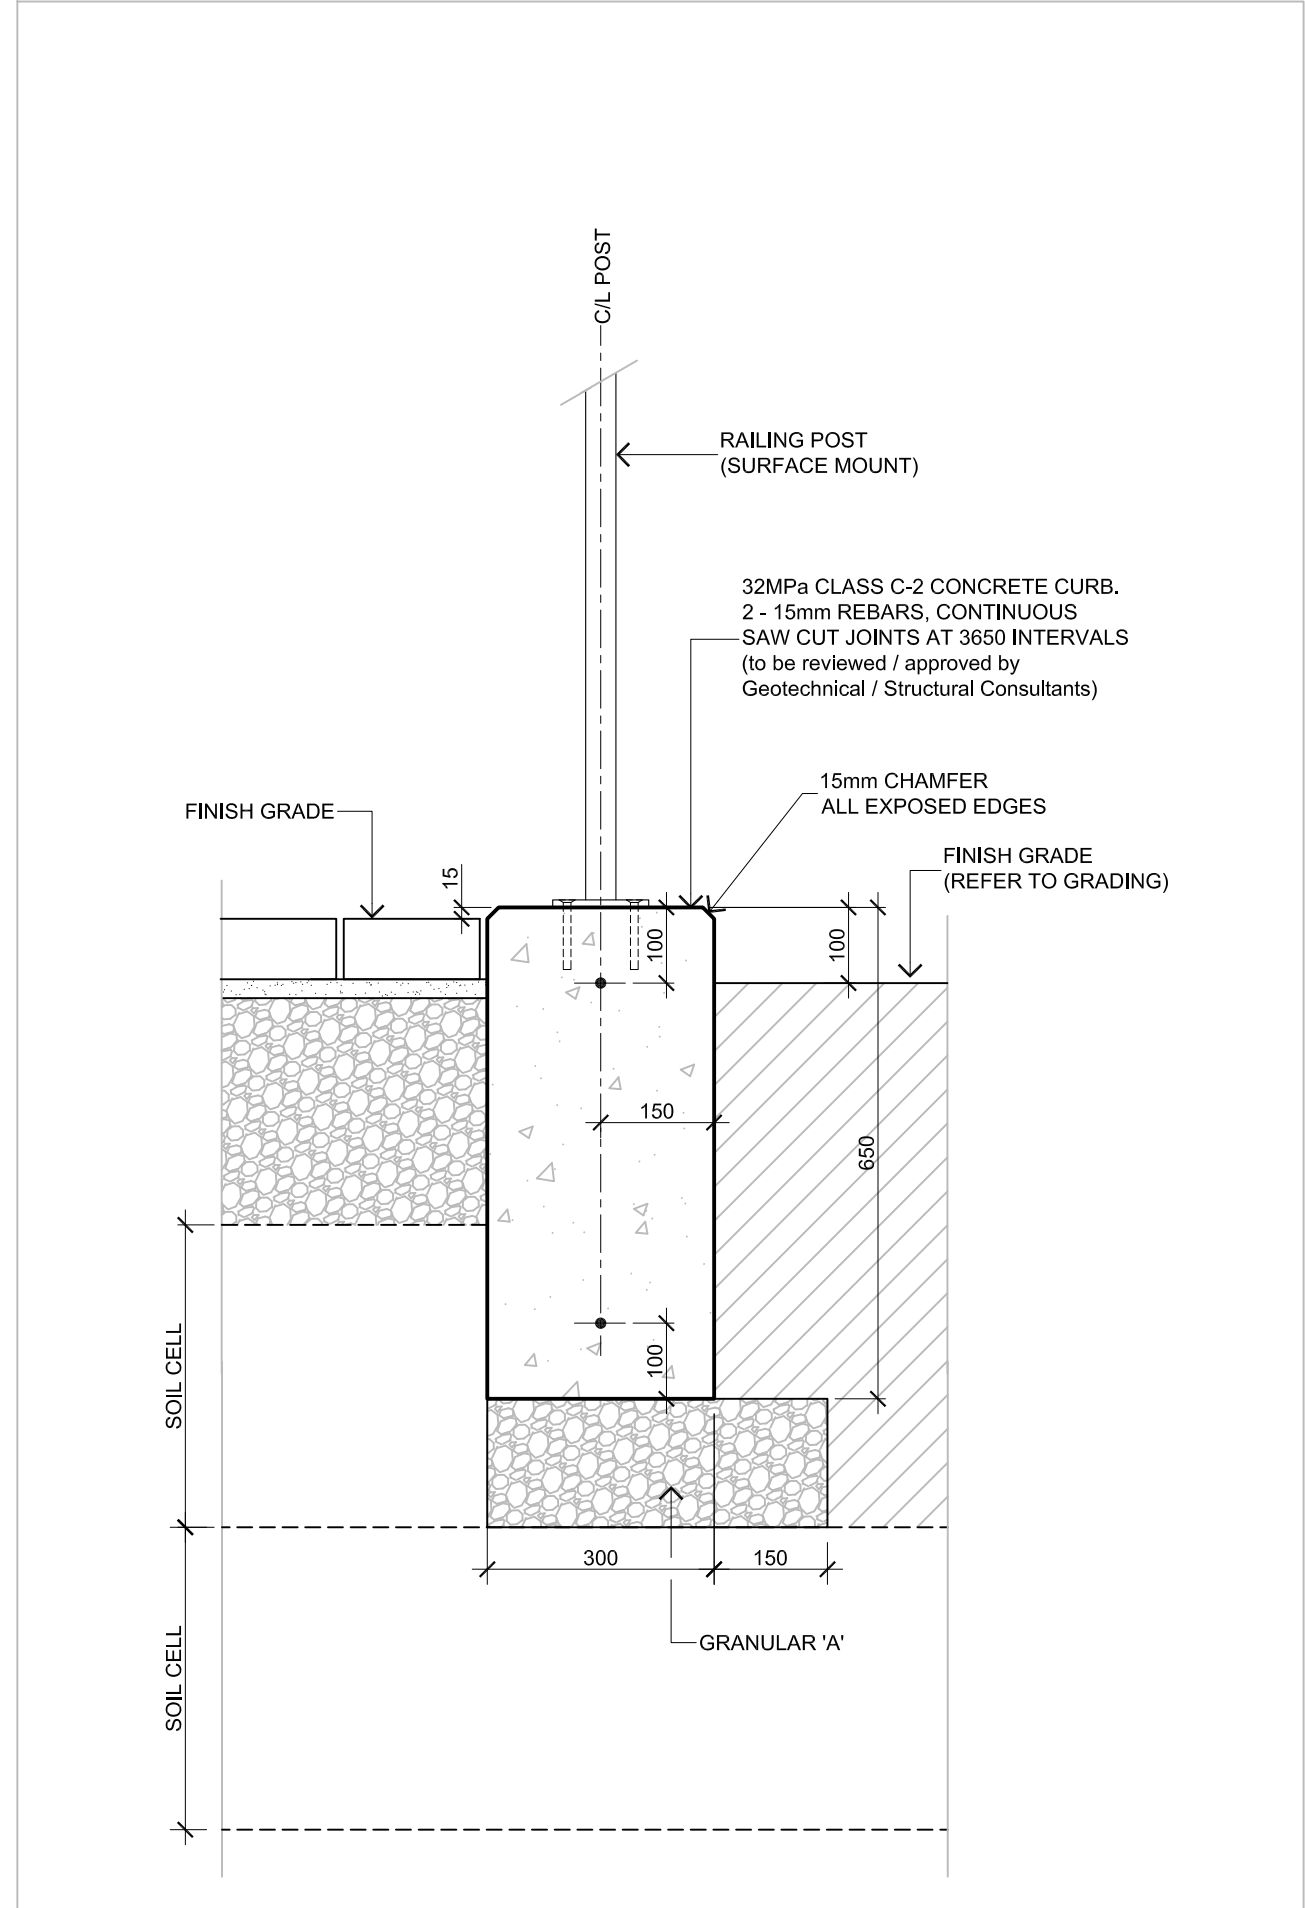 C/L POST
RAILING POST
(SURFACE MOUNT)
32MPa CLASS C-2 CONCRETE CURB.
2 - 15mm REBARS, CONTINUOUS
SAW CUT JOINTS AT 3650 INTERVALS
(to be reviewed / approved by
Geotechnical / Structural Consultants)
15mm CHAMFER
ALL EXPOSED EDGES
FINISH GRADE
FINISH GRADE
(REFER TO GRADING)
15
100
100
150
650
100
SOIL CELL
300
150
GRANULAR 'A'
SOIL CELL